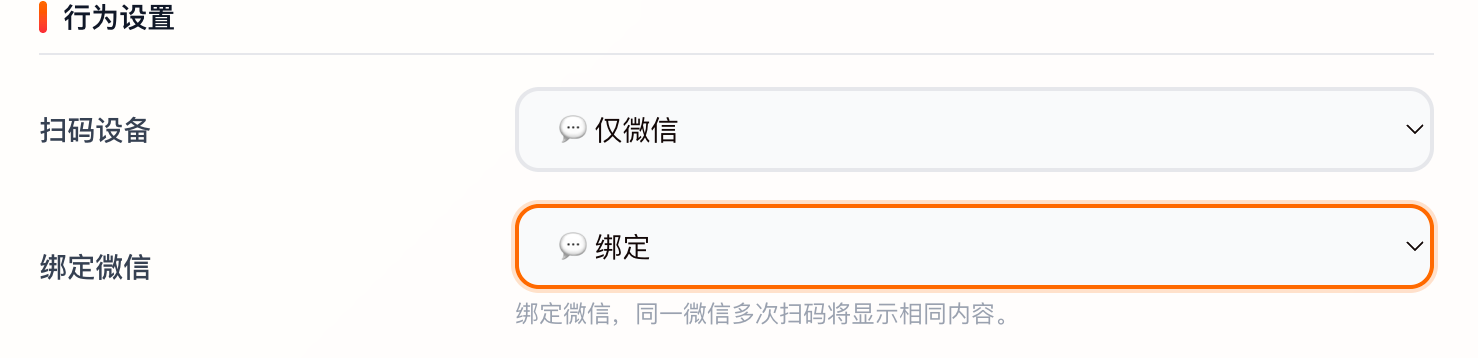 行为设置
扫码设备
💬 仅微信
绑定微信
💬 绑定
绑定微信，同一微信多次扫码将显示相同内容。